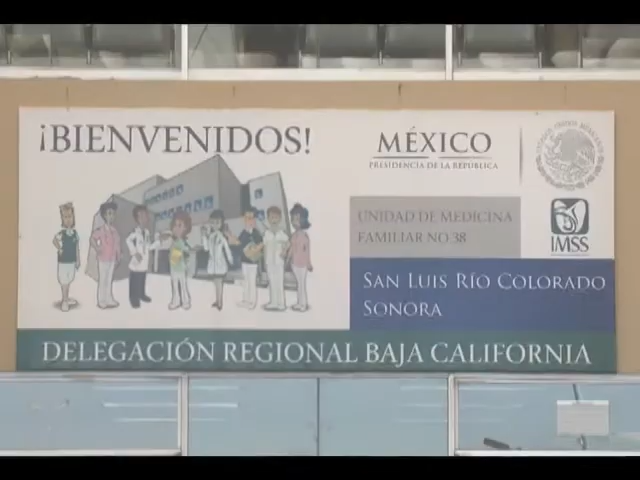 ¡BIENVENIDOS!
MÉXICO
PRESIDENCIA DE LA REPÚBLICA
UNIDAD DE MEDICINA
FAMILIAR NO 38
IMSS
SAN LUIS RÍO COLORADO
SONORA
DELEGACIÓN REGIONAL BAJA CALIFORNIA